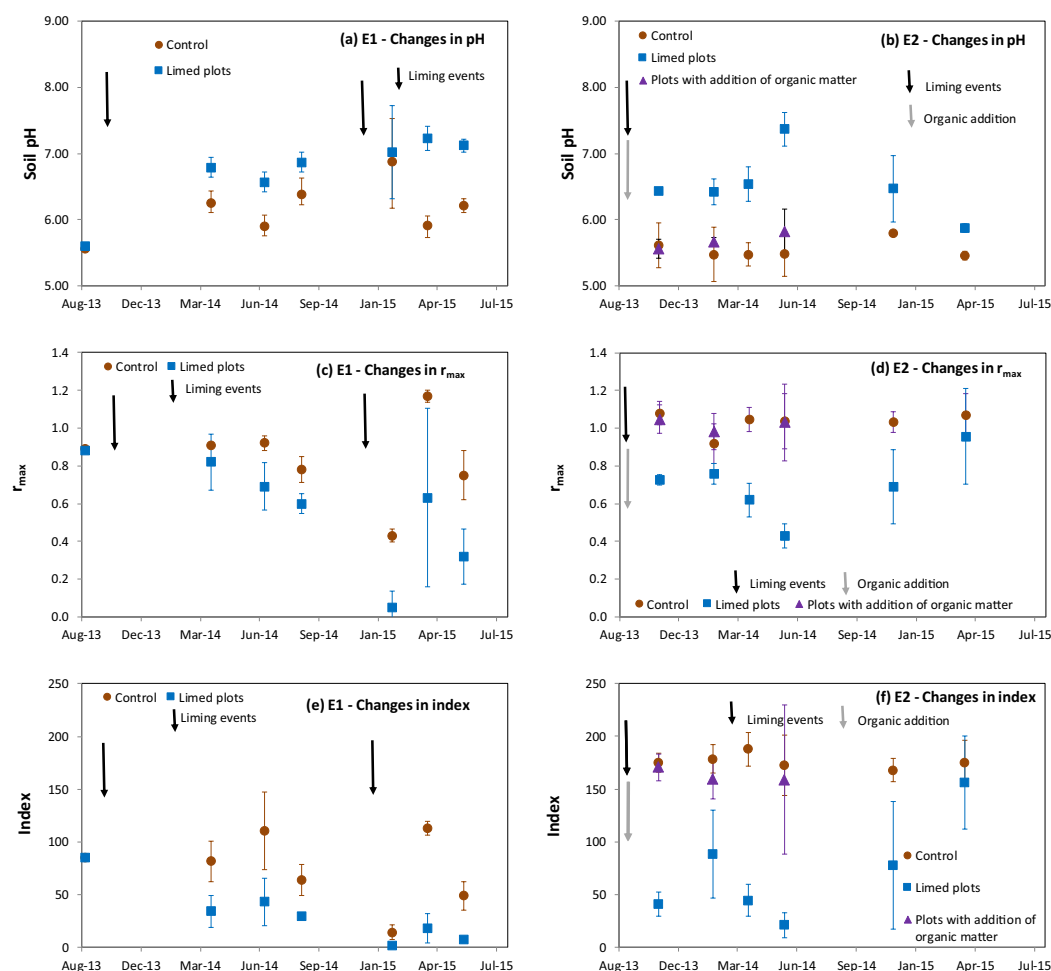 (a) E1 - Changes in pH
Control
Limed plots
Liming events
Soil pH
9.00
8.00
7.00
6.00
5.00
Aug-13 Dec-13 Mar-14 Jun-14 Sep-14 Jan-15 Apr-15 Jul-15
(b) E2 - Changes in pH
Control
Limed plots
Plots with addition of organic matter
Liming events
Organic addition
Soil pH
9.00
8.00
7.00
6.00
5.00
Aug-13 Dec-13 Mar-14 Jun-14 Sep-14 Jan-15 Apr-15 Jul-15
Control Limed plots
Liming events
(c) E1 - Changes in rmax
rmax
1.4
1.2
1.0
0.8
0.6
0.4
0.2
0.0
Aug-13 Dec-13 Mar-14 Jun-14 Sep-14 Jan-15 Apr-15 Jul-15
(d) E2 - Changes in rmax
rmax
1.4
1.2
1.0
0.8
0.6
0.4
0.2
0.0
Liming events Organic addition
Control Limed plots Plots with addition of organic matter
Aug-13 Dec-13 Mar-14 Jun-14 Sep-14 Jan-15 Apr-15 Jul-15
Control Limed plots
Liming events
(e) E1 - Changes in index
Index
250
200
150
100
50
0
Aug-13 Dec-13 Mar-14 Jun-14 Sep-14 Jan-15 Apr-15 Jul-15
(f) E2 - Changes in index
Liming events Organic addition
Index
250
200
150
100
50
0
Control
Limed plots
Plots with addition of
organic matter
Aug-13 Dec-13 Mar-14 Jun-14 Sep-14 Jan-15 Apr-15 Jul-15